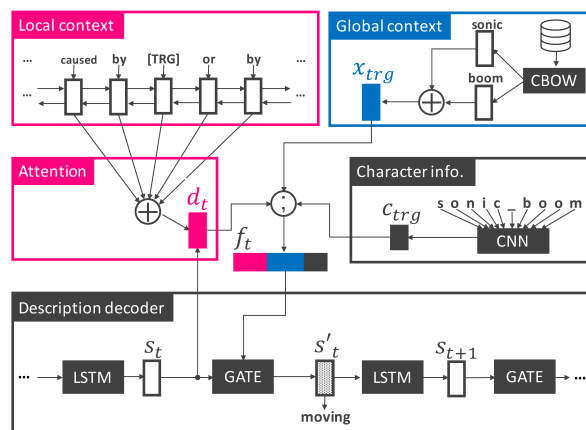 Local context
... caused by [TRG] or by ...
... ...
Global context
sonic
x_trg
boom
CBOW
+
Attention
d_t
+
;
f_t
Character info.
s o n i c _ b o o m
c_trg
CNN
Description decoder
s_t s'_t s_{t+1}
... LSTM GATE LSTM GATE ...
moving